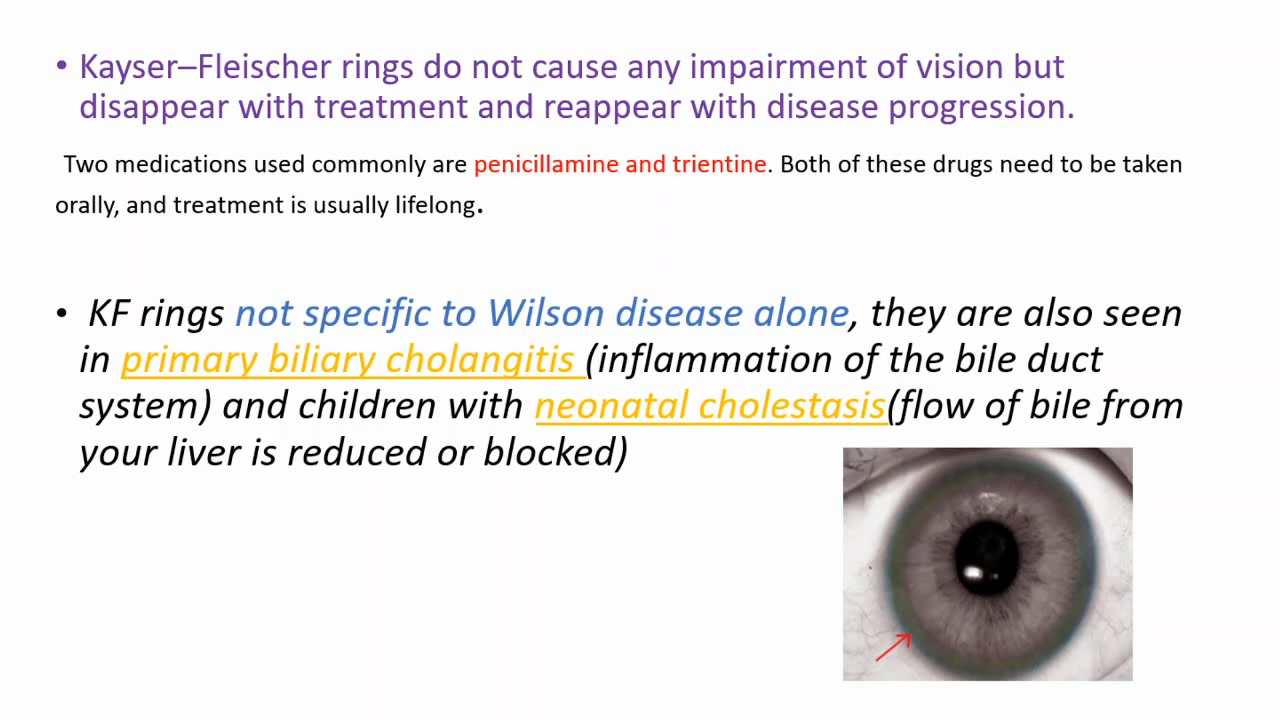 • Kayser–Fleischer rings do not cause any impairment of vision but
disappear with treatment and reappear with disease progression.
Two medications used commonly are penicillamine and trientine. Both of these drugs need to be taken
orally, and treatment is usually lifelong.
• KF rings not specific to Wilson disease alone, they are also seen
in primary biliary cholangitis (inflammation of the bile duct
system) and children with neonatal cholestasis(flow of bile from
your liver is reduced or blocked)